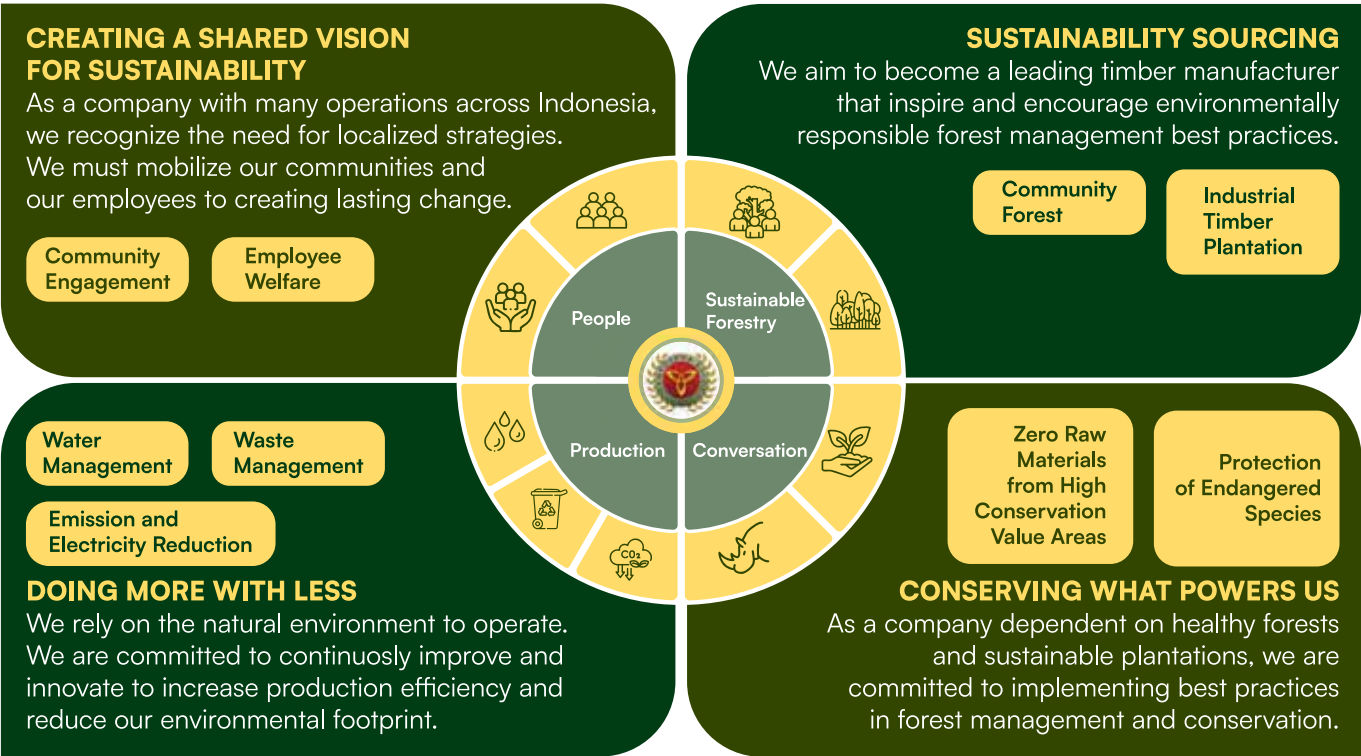 CREATING A SHARED VISION
FOR SUSTAINABILITY
As a company with many operations across Indonesia,
we recognize the need for localized strategies.
We must mobilize our communities and
our employees to creating lasting change.
Community
Engagement
Employee
Welfare
SUSTAINABILITY SOURCING
We aim to become a leading timber manufacturer
that inspire and encourage environmentally
responsible forest management best practices.
Community
Forest
Industrial
Timber
Plantation
People
Sustainable
Forestry
Production
Conversation
CO₂
Water
Management
Waste
Management
Emission and
Electricity Reduction
DOING MORE WITH LESS
We rely on the natural environment to operate.
We are committed to continuosly improve and
innovate to increase production efficiency and
reduce our environmental footprint.
Zero Raw
Materials
from High
Conservation
Value Areas
Protection
of Endangered
Species
CONSERVING WHAT POWERS US
As a company dependent on healthy forests
and sustainable plantations, we are
committed to implementing best practices
in forest management and conservation.